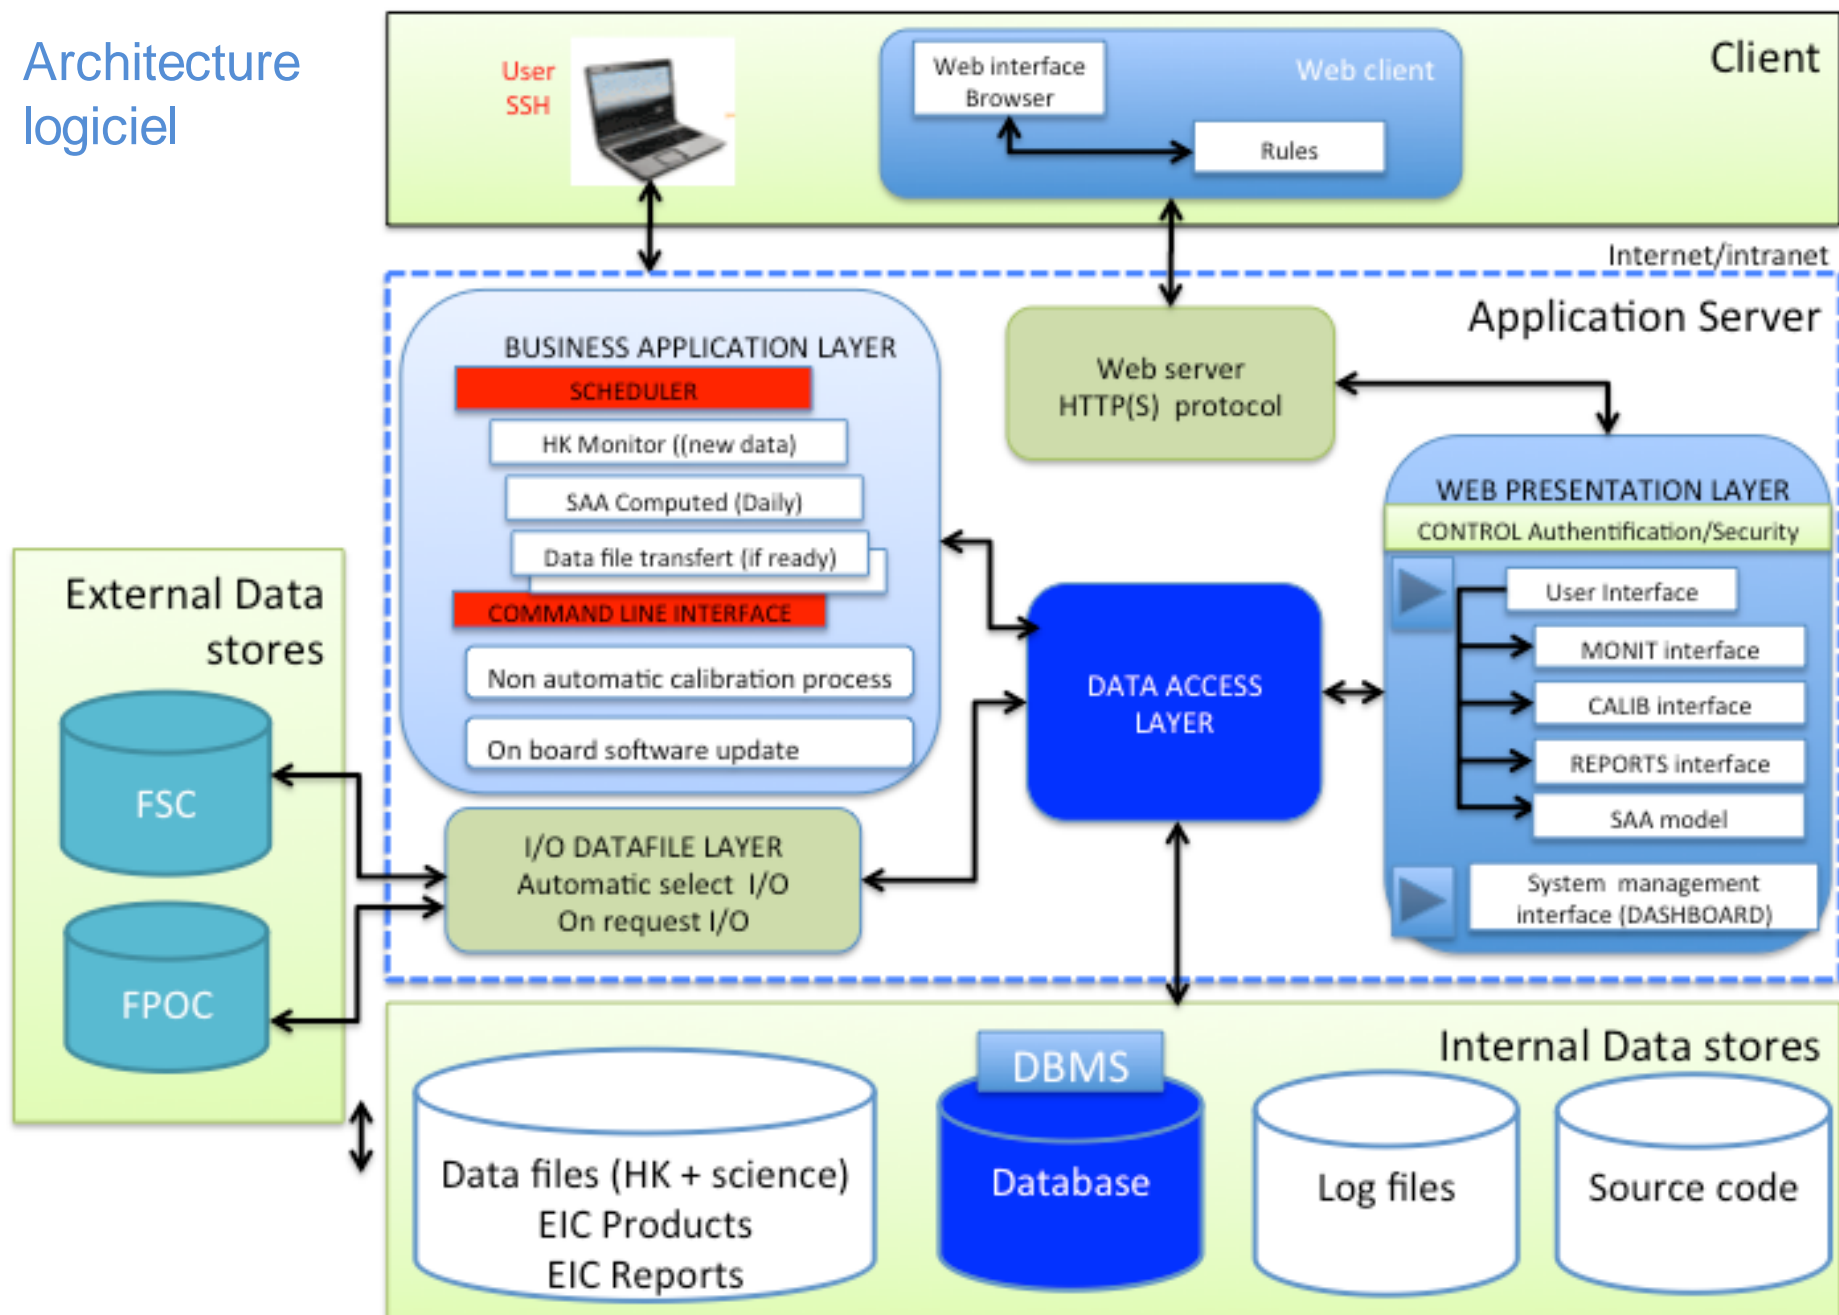 Architecture
logiciel
User
SSH
Web interface
Browser
Web client
Rules
Client
Internet/intranet
Application Server
BUSINESS APPLICATION LAYER
SCHEDULER
HK Monitor ((new data)
SAA Computed (Daily)
Data file transfert (if ready)
COMMAND LINE INTERFACE
Non automatic calibration process
On board software update
Web server
HTTP(S) protocol
WEB PRESENTATION LAYER
CONTROL Authentification/Security
User Interface
MONIT interface
CALIB interface
REPORTS interface
SAA model
System management
interface (DASHBOARD)
DATA ACCESS
LAYER
I/O DATAFILE LAYER
Automatic select I/O
On request I/O
External Data
stores
FSC
FPOC
Internal Data stores
Data files (HK + science)
EIC Products
EIC Reports
DBMS
Database
Log files
Source code